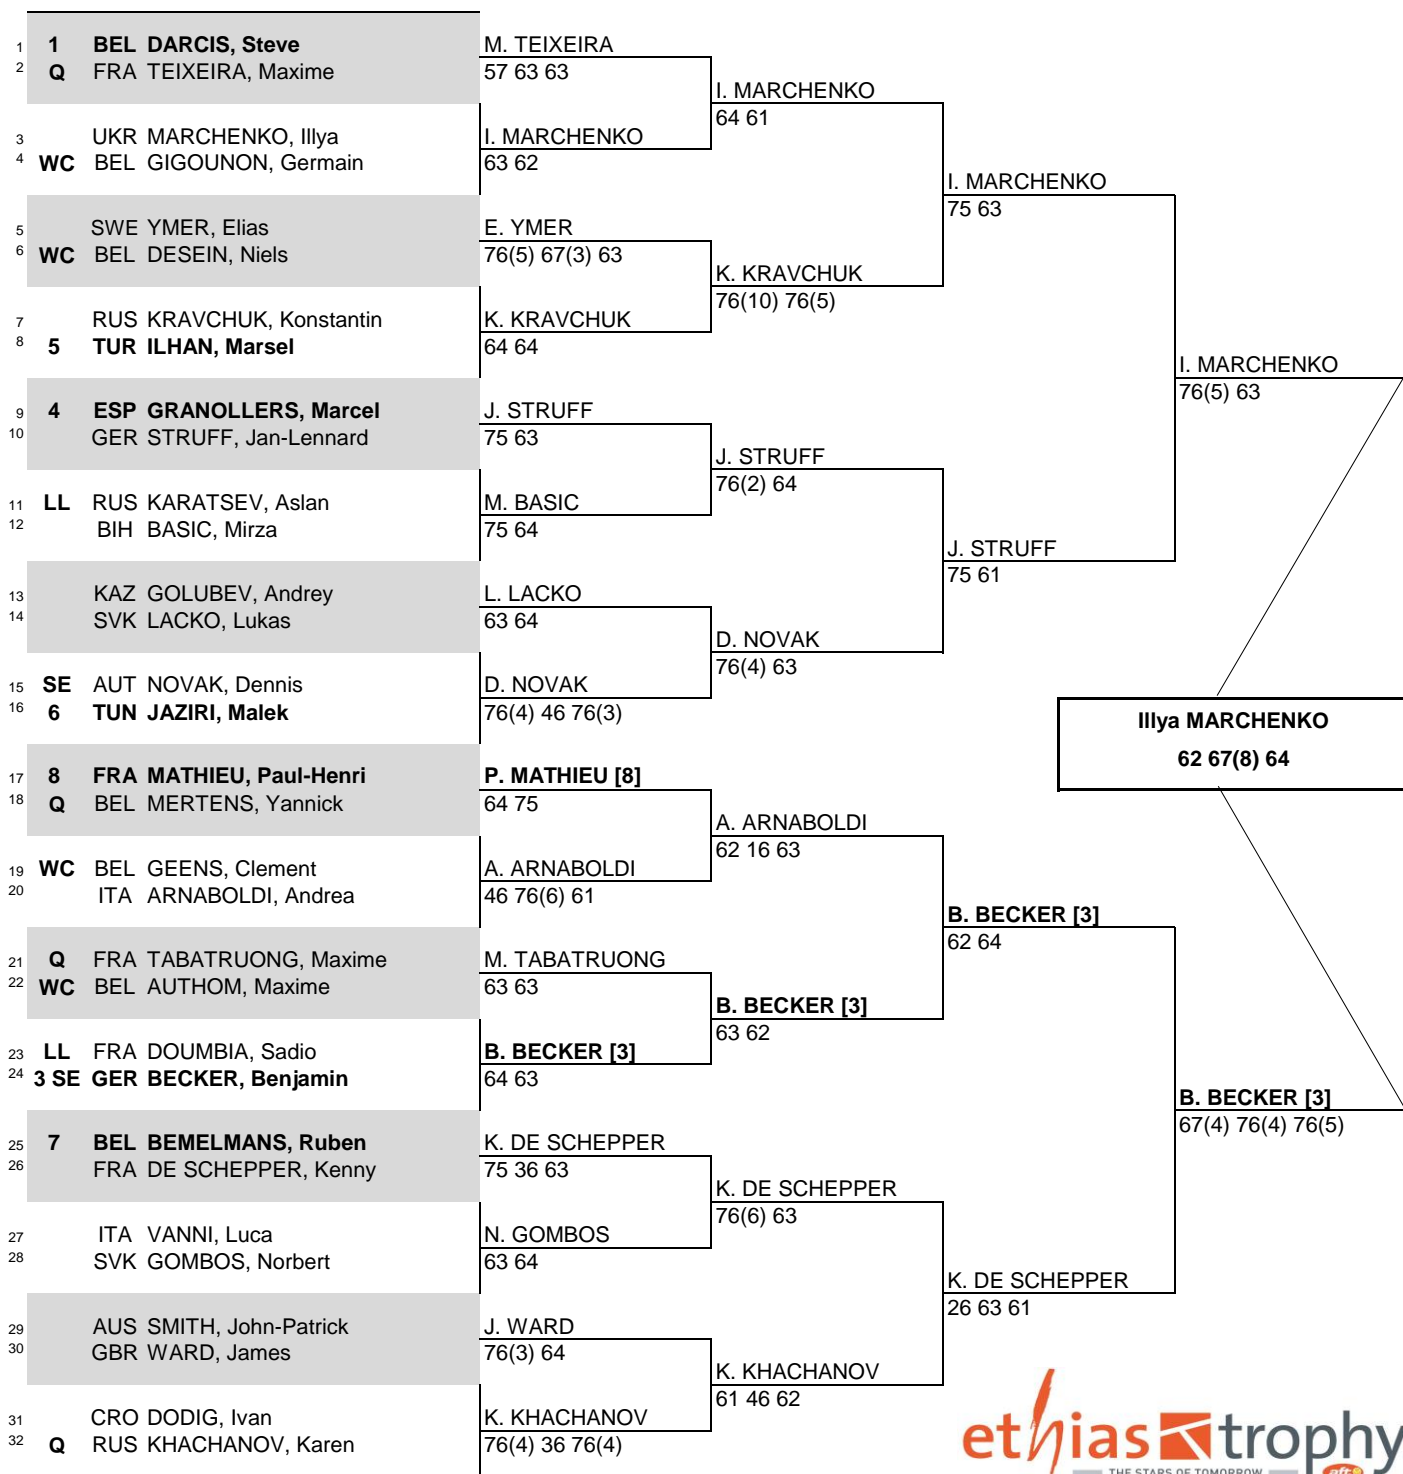 1 1 BEL DARCIS, Steve
2 Q FRA TEIXEIRA, Maxime
3 UKR MARCHENKO, Illya
4 WC BEL GIGOUNON, Germain
5 SWE YMER, Elias
6 WC BEL DESEIN, Niels
7 RUS KRAVCHUK, Konstantin
8 5 TUR ILHAN, Marsel
9 4 ESP GRANOLLERS, Marcel
10 GER STRUFF, Jan-Lennard
11 LL RUS KARATSEV, Aslan
12 BIH BASIC, Mirza
13 KAZ GOLUBEV, Andrey
14 SVK LACKO, Lukas
15 SE AUT NOVAK, Dennis
16 6 TUN JAZIRI, Malek
17 8 FRA MATHIEU, Paul-Henri
18 Q BEL MERTENS, Yannick
19 WC BEL GEENS, Clement
20 ITA ARNABOLDI, Andrea
21 Q FRA TABATRUONG, Maxime
22 WC BEL AUTHOM, Maxime
23 LL FRA DOUMBIA, Sadio
24 3 SE GER BECKER, Benjamin
25 7 BEL BEMELMANS, Ruben
26 FRA DE SCHEPPER, Kenny
27 ITA VANNI, Luca
28 SVK GOMBOS, Norbert
29 AUS SMITH, John-Patrick
30 GBR WARD, James
31 CRO DODIG, Ivan
32 Q RUS KHACHANOV, Karen
M. TEIXEIRA
57 63 63
I. MARCHENKO
63 62
E. YMER
76(5) 67(3) 63
K. KRAVCHUK
64 64
J. STRUFF
75 63
M. BASIC
75 64
L. LACKO
63 64
D. NOVAK
76(4) 46 76(3)
P. MATHIEU [8]
64 75
A. ARNABOLDI
46 76(6) 61
M. TABATRUONG
63 63
B. BECKER [3]
64 63
K. DE SCHEPPER
75 36 63
N. GOMBOS
63 64
J. WARD
76(3) 64
K. KHACHANOV
76(4) 36 76(4)
I. MARCHENKO
64 61
K. KRAVCHUK
76(10) 76(5)
J. STRUFF
76(2) 64
D. NOVAK
76(4) 63
A. ARNABOLDI
62 16 63
B. BECKER [3]
63 62
K. DE SCHEPPER
76(6) 63
K. KHACHANOV
61 46 62
I. MARCHENKO
75 63
J. STRUFF
75 61
B. BECKER [3]
62 64
K. DE SCHEPPER
26 63 61
I. MARCHENKO
76(5) 63
B. BECKER [3]
67(4) 76(4) 76(5)
Illya MARCHENKO
62 67(8) 64
ethias trophy
THE STARS OF TOMORROW
aft